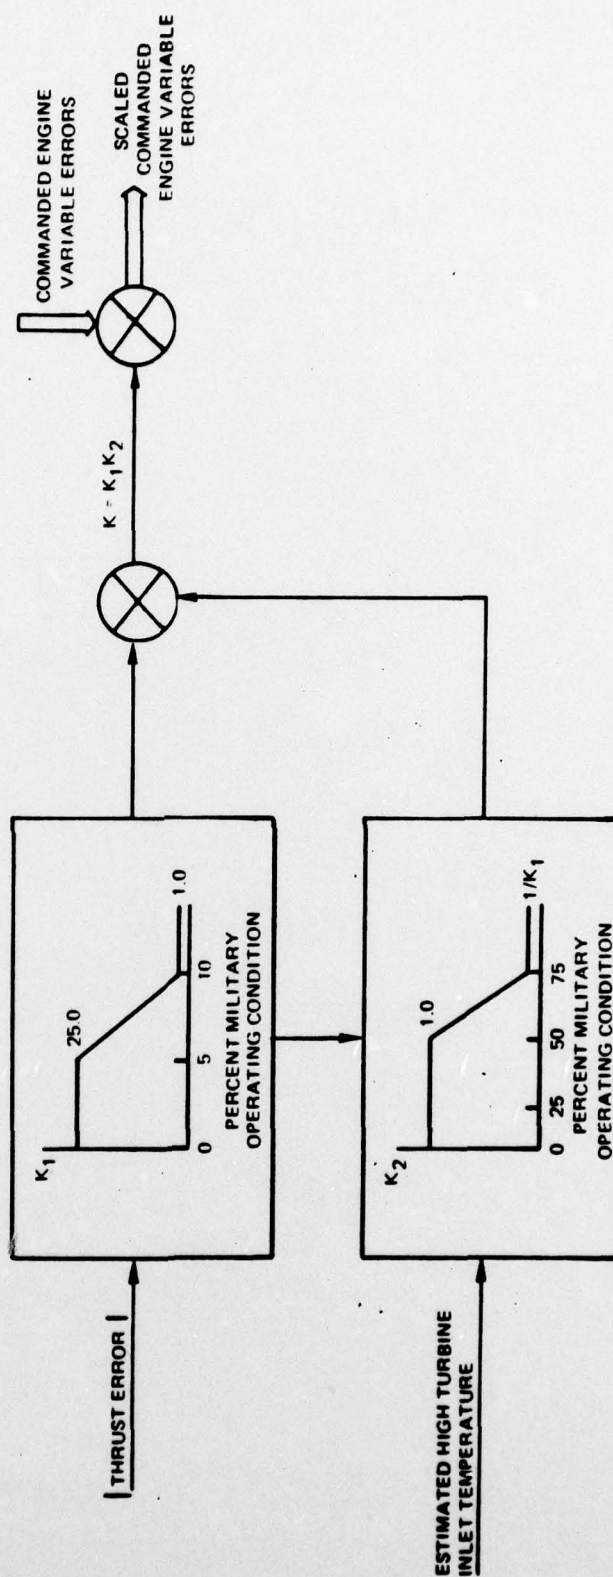 | THRUST ERROR |
K1
25.0
1.0
0
5
10
PERCENT MILITARY
OPERATING CONDITION
ESTIMATED HIGH TURBINE
INLET TEMPERATURE
K2
1.0
1/K1
0
25
50
75
PERCENT MILITARY
OPERATING CONDITION
K = K1K2
COMMANDED ENGINE
VARIABLE ERRORS
SCALED
COMMANDED
ENGINE VARIABLE
ERRORS